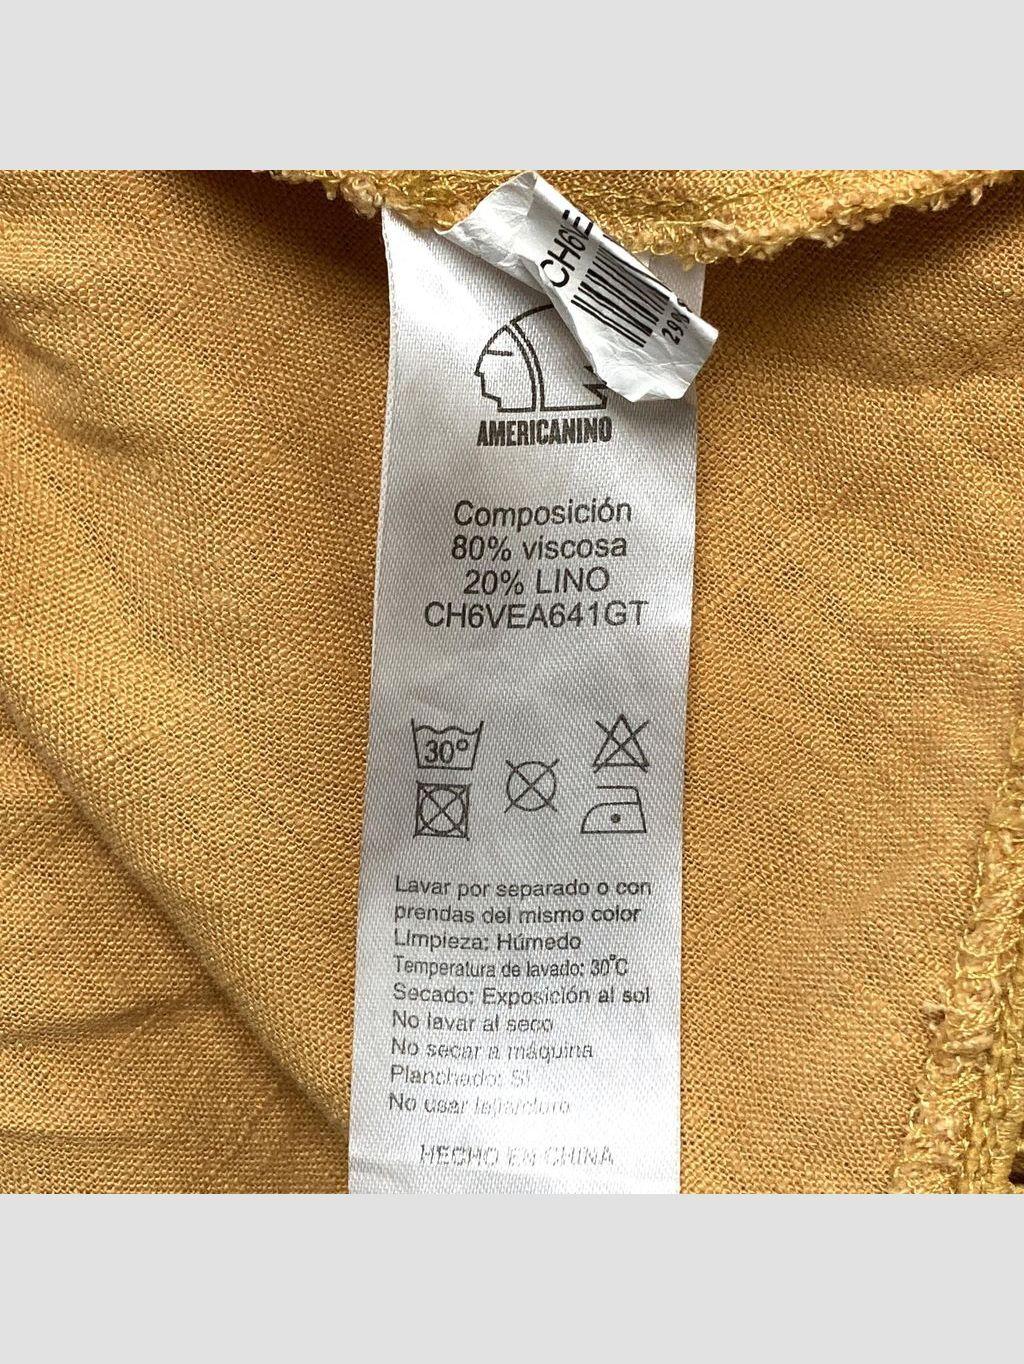 CH6VE
AMERICANINO
Composición
80% viscosa
20% LINO
CH6VEA641GT
30°
Lavar por separado o con
prendas del mismo color
Limpieza: Húmedo
Temperatura de lavado: 30°C
Secado: Exposición al sol
No lavar al seco
No secar a máquina
Planchado: SI
No usar lejia/cloro
HECHO EN CHINA